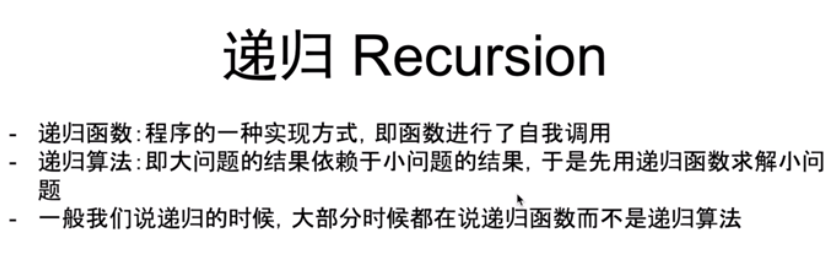 递归 Recursion
- 递归函数:程序的一种实现方式, 即函数进行了自我调用
- 递归算法:即大问题的结果依赖于小问题的结果, 于是先用递归函数求解小问
题
- 一般我们说递归的时候, 大部分时候都在说递归函数而不是递归算法